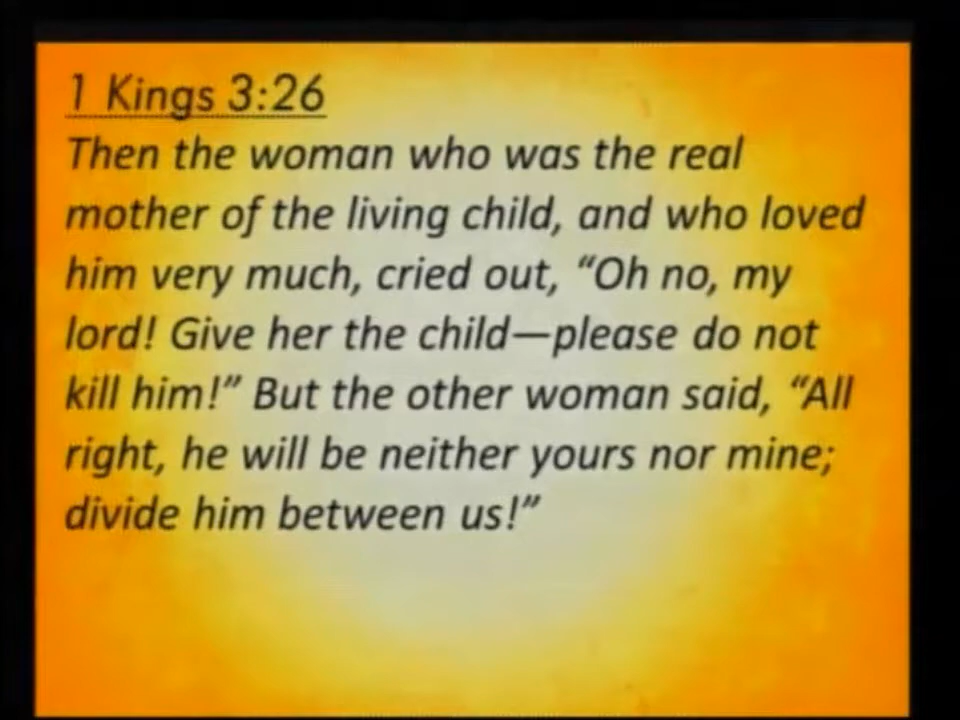 1 Kings 3:26
Then the woman who was the real
mother of the living child, and who loved
him very much, cried out, “Oh no, my
lord! Give her the child—please do not
kill him!” But the other woman said, “All
right, he will be neither yours nor mine;
divide him between us!”